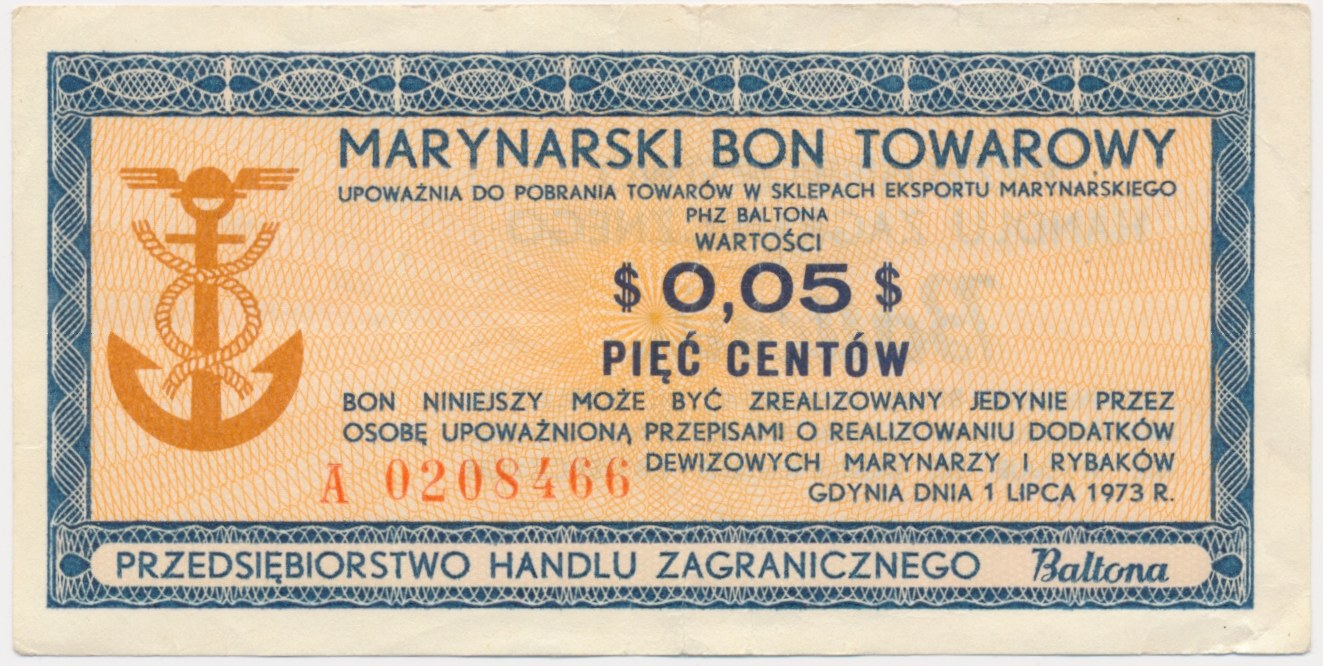 MARYNARSKI BON TOWAROWY
UPOWAŻNIA DO POBRANIA TOWARÓW W SKLEPACH EKSPORTU MARYNARSKIEGO
PHZ BALTONA
WARTOŚCI
$ 0,05 $
PIĘĆ CENTÓW
BON NINIEJSZY MOŻE BYĆ ZREALIZOWANY JEDYNIE PRZEZ
OSOBĘ UPOWAŻNIONĄ PRZEPISAMI O REALIZOWANIU DODATKÓW
DEWIZOWYCH MARYNARZY I RYBAKÓW
A 0208466
GDYNIA DNIA 1 LIPCA 1973 R.
PRZEDSIĘBIORSTWO HANDLU ZAGRANICZNEGO Baltona